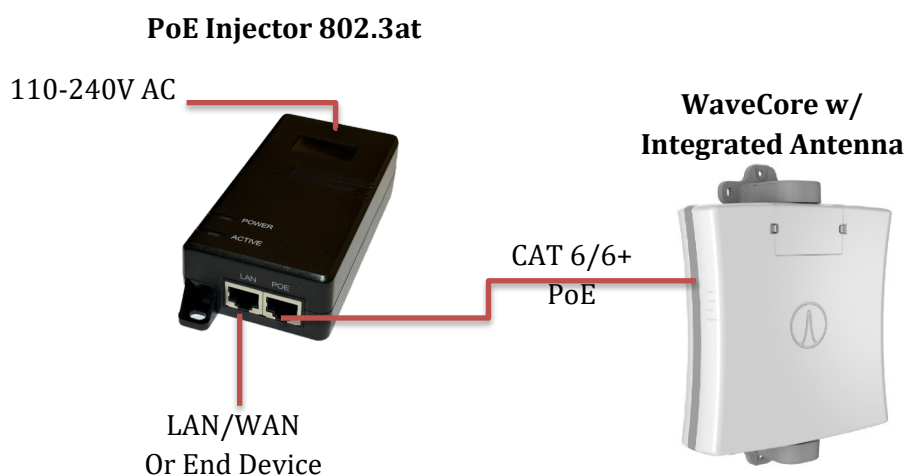 PoE Injector 802.3at
110-240V AC
WaveCore w/
Integrated Antenna
POWER
ACTIVE
LAN POE
CAT 6/6+
PoE
LAN/WAN
Or End Device